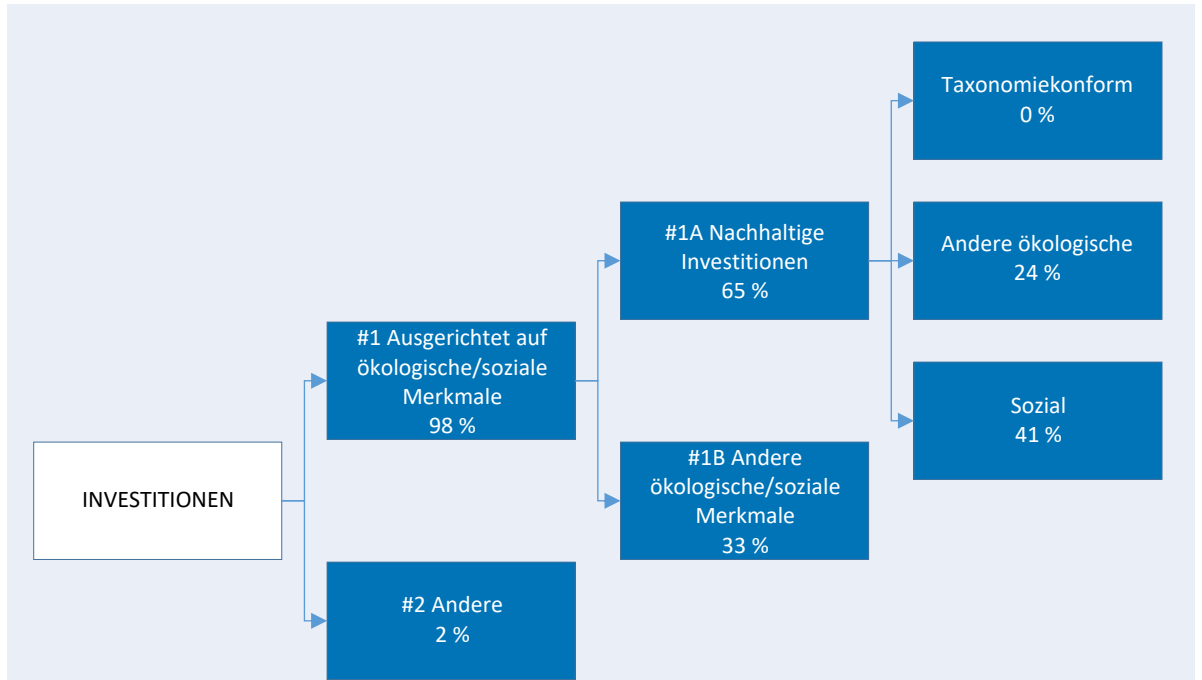 INVESTITIONEN
#1 Ausgerichtet auf
ökologische/soziale
Merkmale
98 %
#2 Andere
2 %
#1A Nachhaltige
Investitionen
65 %
#1B Andere
ökologische/soziale
Merkmale
33 %
Taxonomiekonform
0 %
Andere ökologische
24 %
Sozial
41 %